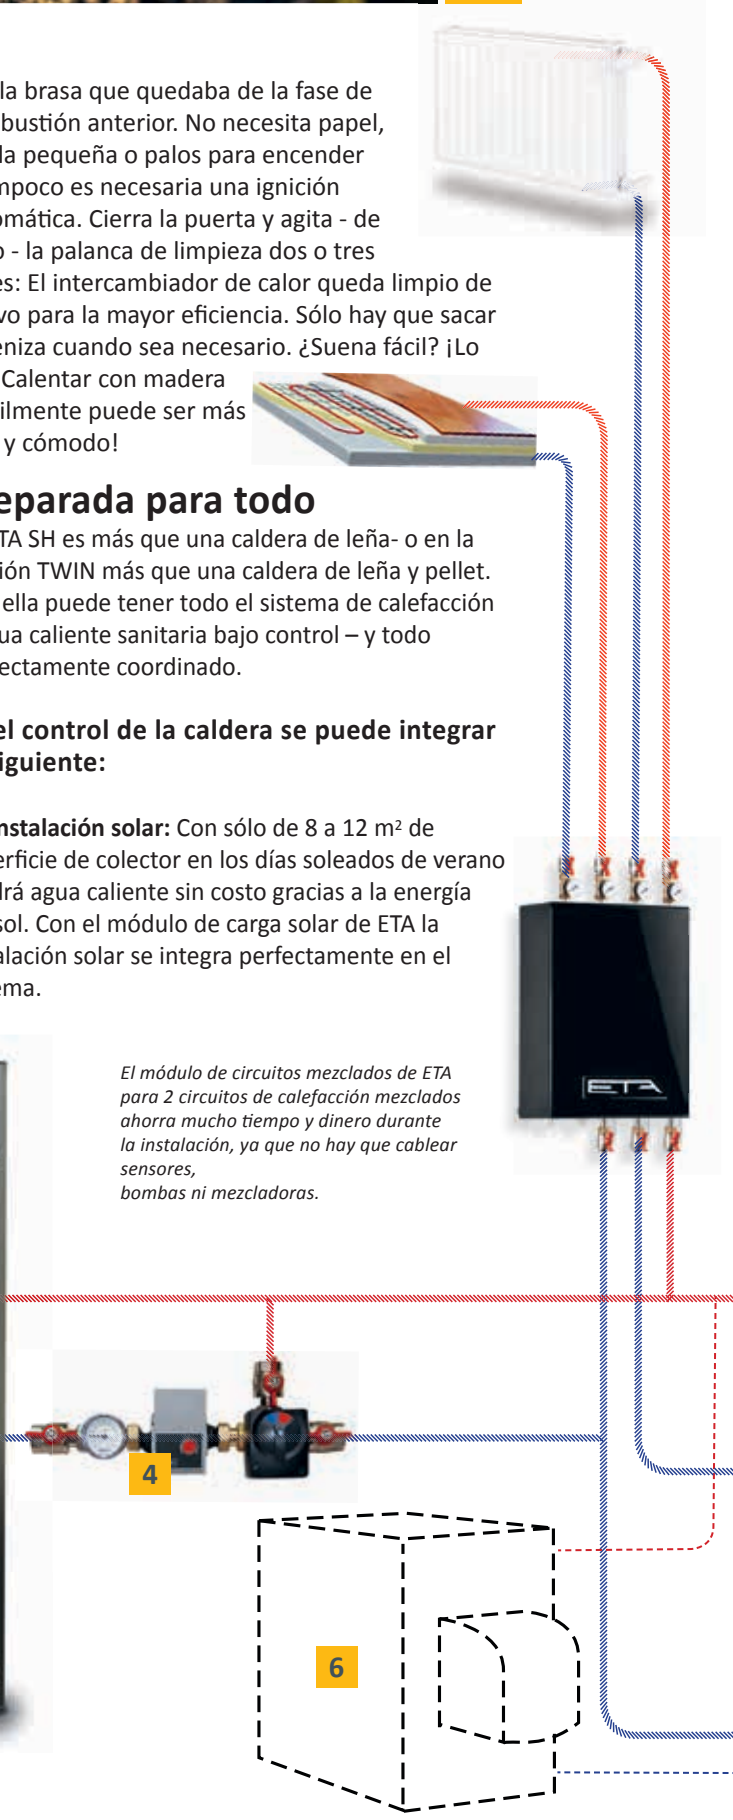 la brasa que quedaba de la fase de
bustión anterior. No necesita papel,
la pequeña o palos para encender
mpoco es necesaria una ignición
omática. Cierra la puerta y agita - de
o - la palanca de limpieza dos o tres
es: El intercambiador de calor queda limpio de
vo para la mayor eficiencia. Sólo hay que sacar
eniza cuando sea necesario. ¿Suena fácil? ¡Lo
Calentar con madera
ilmente puede ser más
y cómodo!
eparada para todo
TA SH es más que una caldera de leña- o en la
ión TWIN más que una caldera de leña y pellet.
ella puede tener todo el sistema de calefacción
ua caliente sanitaria bajo control – y todo
ectamente coordinado.
el control de la caldera se puede integrar
iguiente:
nstalación solar: Con sólo de 8 a 12 m² de
erficie de colector en los días soleados de verano
drá agua caliente sin costo gracias a la energía
sol. Con el módulo de carga solar de ETA la
alación solar se integra perfectamente en el
ema.
El módulo de circuitos mezclados de ETA
para 2 circuitos de calefacción mezclados
ahorra mucho tiempo y dinero durante
la instalación, ya que no hay que cablear
sensores,
bombas ni mezcladoras.
ETA
4
6